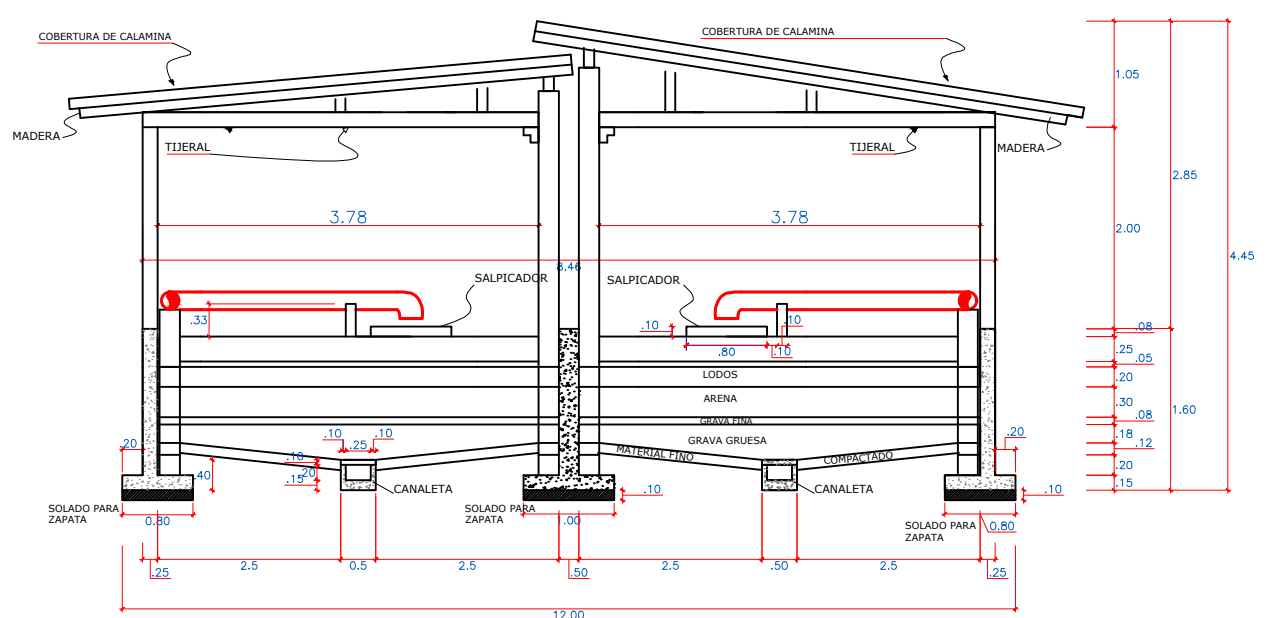 COBERTURA DE CALAMINA
COBERTURA DE CALAMINA
1.05
MADERA
TIJERAL
TIJERAL
MADERA
2.85
3.78
3.78
2.00
8.46
4.45
SALPICADOR
SALPICADOR
.33
.10
.10
.80
.10
.08
.25
.05
LODOS
.20
ARENA
.30
1.60
GRAVA FINA
.08
GRAVA GRUESA
.18
.12
.20
.10
.25
.10
.20
MATERIAL FINO
COMPACTADO
.10
.20
.15
.40
.20
.15
CANALETA
CANALETA
.10
.10
SOLADO PARA
ZAPATA
0.80
SOLADO PARA
ZAPATA
1.00
SOLADO PARA
ZAPATA
0.80
.25
2.5
0.5
2.5
.50
2.5
.50
2.5
.25
12.00